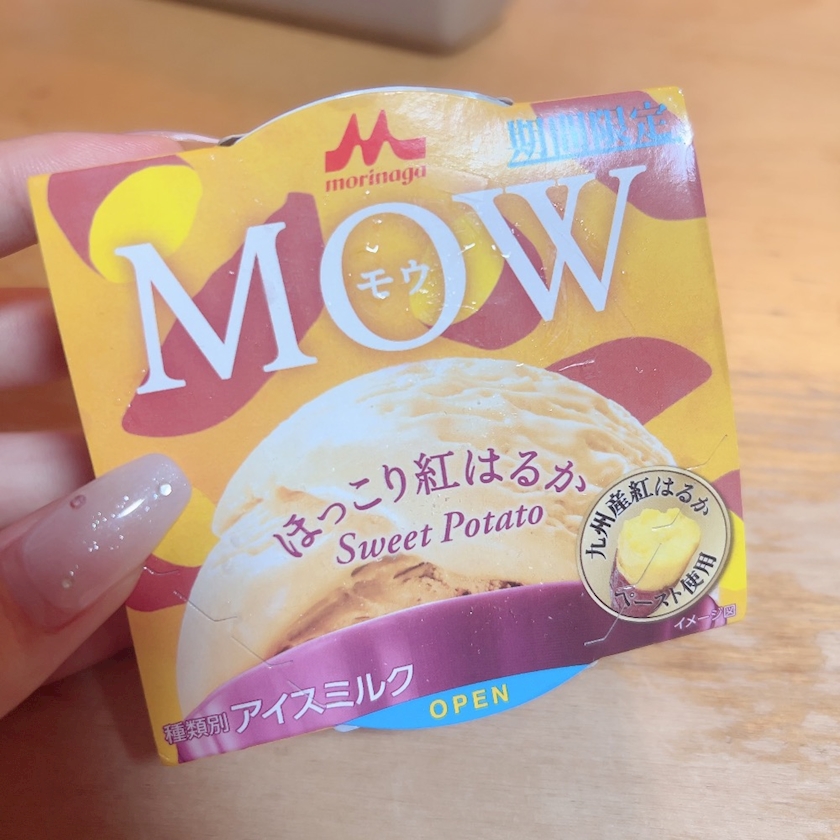 morinaga
期間限定
MOW
モウ
ほっこり紅はるか
Sweet Potato
九州産紅はるか
ペースト使用
イメージ図
種類別 アイスミルク
OPEN